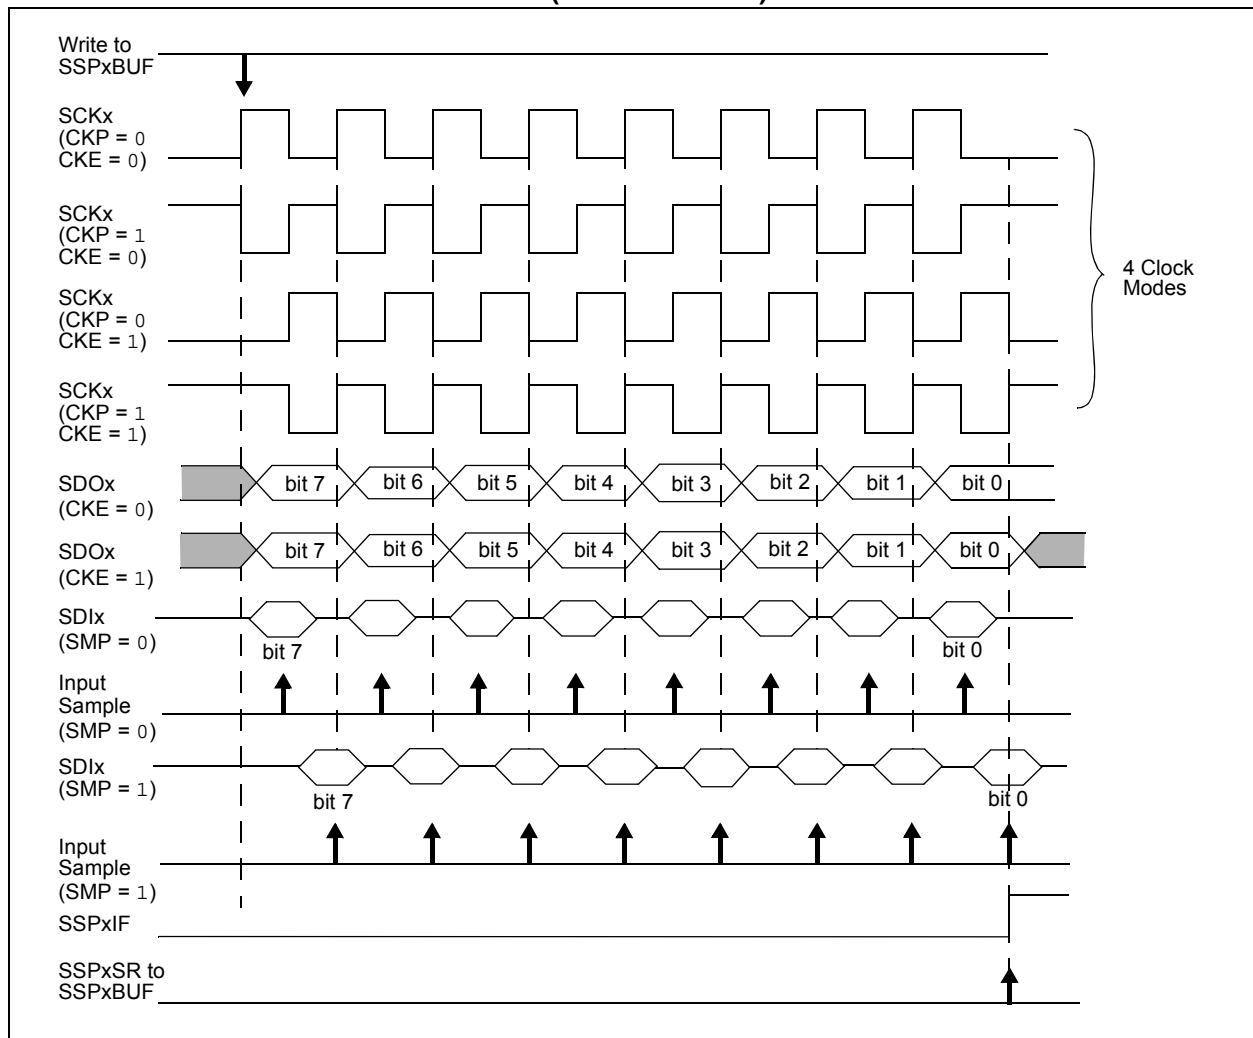 Write to
SSPxBUF
SCKx
(CKP = 0
CKE = 0)
SCKx
(CKP = 1
CKE = 0)
SCKx
(CKP = 0
CKE = 1)
SCKx
(CKP = 1
CKE = 1)
4 Clock
Modes
SDOx
(CKE = 0)
bit 7 bit 6 bit 5 bit 4 bit 3 bit 2 bit 1 bit 0
SDOx
(CKE = 1)
bit 7 bit 6 bit 5 bit 4 bit 3 bit 2 bit 1 bit 0
SDIx
(SMP = 0)
bit 7 bit 0
Input
Sample
(SMP = 0)
SDIx
(SMP = 1)
bit 7 bit 0
Input
Sample
(SMP = 1)
SSPxIF
SSPxSR to
SSPxBUF